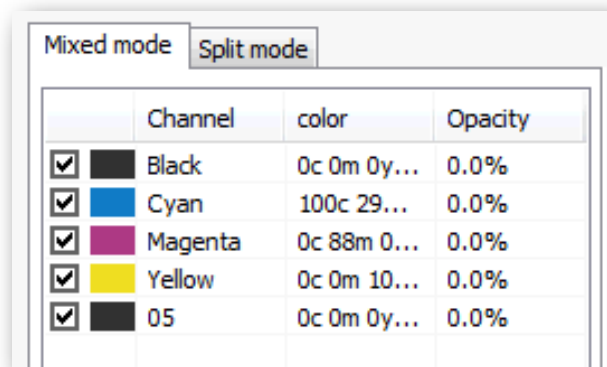 Mixed mode Split mode
Channel color Opacity
Black 0c 0m 0y... 0.0%
Cyan 100c 29... 0.0%
Magenta 0c 88m 0... 0.0%
Yellow 0c 0m 10... 0.0%
05 0c 0m 0y... 0.0%